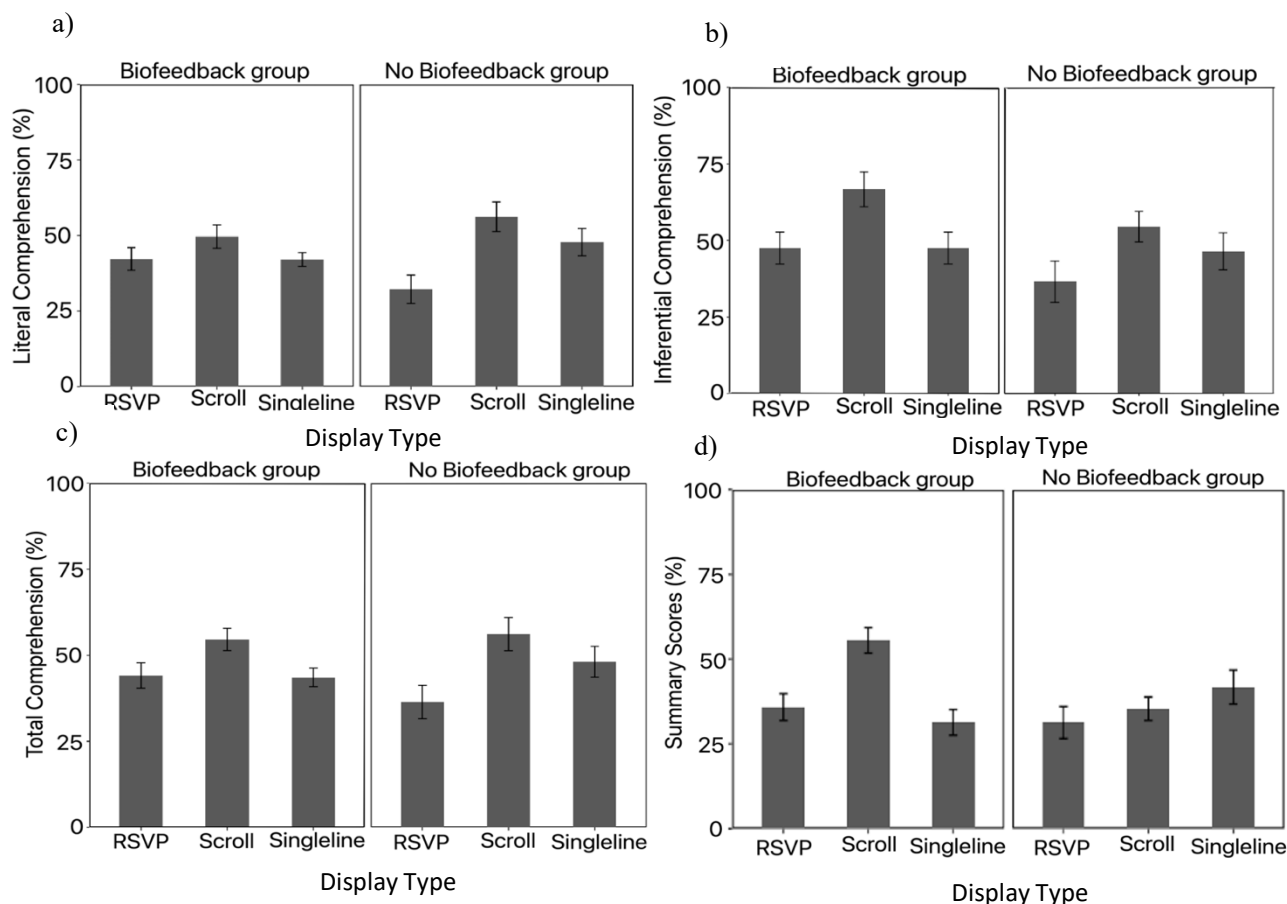 a)
Biofeedback group No Biofeedback group
100
75
50
25
0
Literal Comprehension (%)
RSVP Scroll Singleline RSVP Scroll Singleline
Display Type
b)
Biofeedback group No Biofeedback group
100
75
50
25
0
Inferential Comprehension (%)
RSVP Scroll Singleline RSVP Scroll Singleline
Display Type
c)
Biofeedback group No Biofeedback group
100
75
50
25
0
Total Comprehension (%)
RSVP Scroll Singleline RSVP Scroll Singleline
Display Type
d)
Biofeedback group No Biofeedback group
100
75
50
25
0
Summary Scores (%)
RSVP Scroll Singleline RSVP Scroll Singleline
Display Type